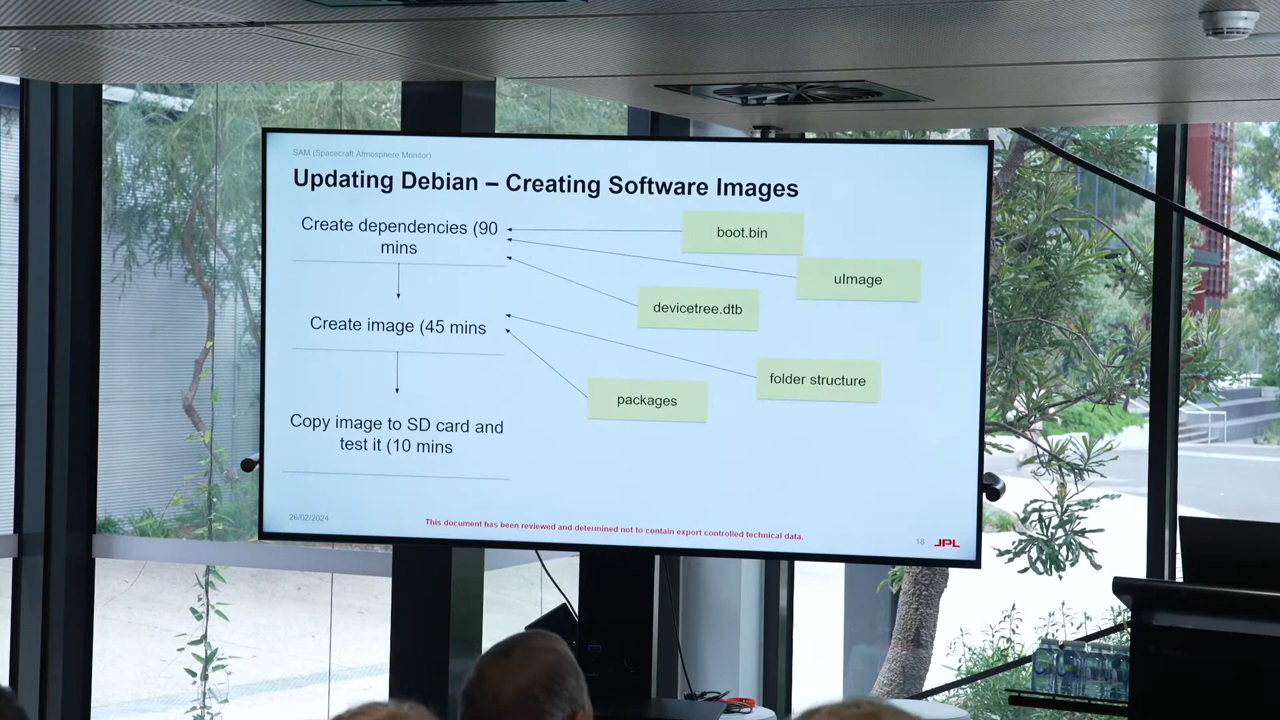 SAM (Spacecraft Atmosphere Monitor)
Updating Debian – Creating Software Images
Create dependencies (90
mins
boot.bin
uImage
devicetree.dtb
Create image (45 mins
folder structure
packages
Copy image to SD card and
test it (10 mins
26/02/2024
This document has been reviewed and determined not to contain export controlled technical data.
18
JPL